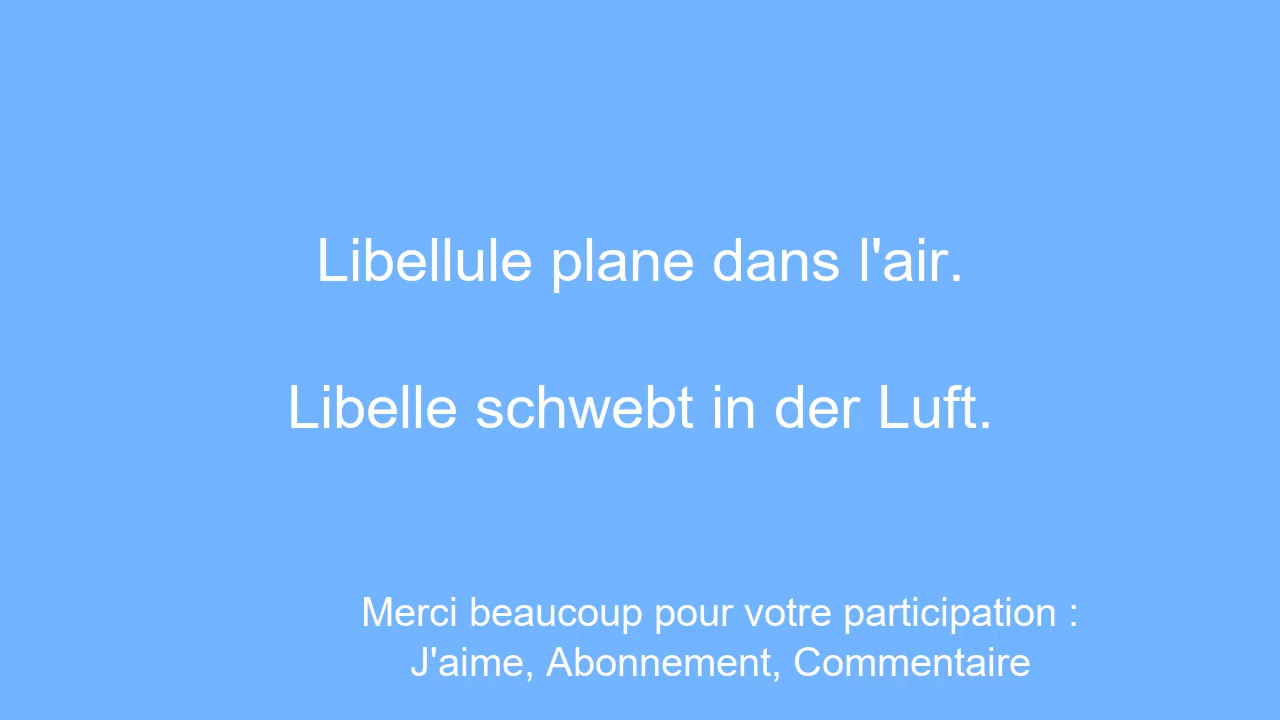 Libellule plane dans l'air.
Libelle schwebt in der Luft.
Merci beaucoup pour votre participation :
J'aime, Abonnement, Commentaire